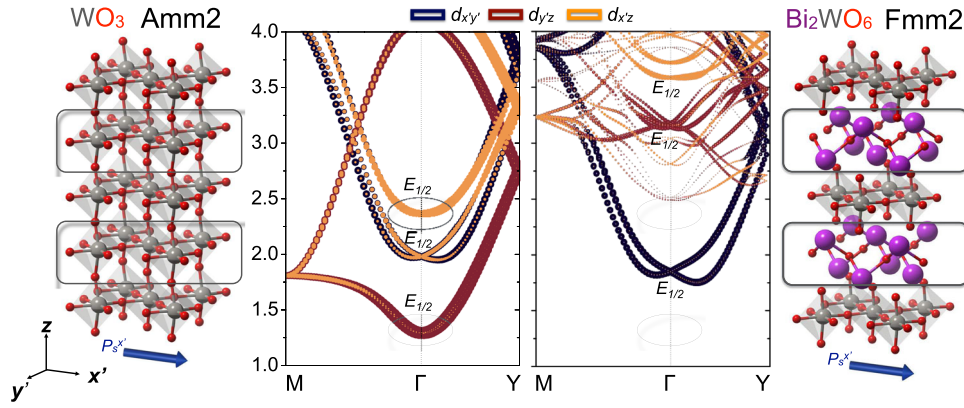 WO3 Amm2
dx'y' dy'z dx'z
Bi2WO6 Fmm2
4.0
3.5
3.0
2.5
2.0
1.5
1.0
E1/2
E1/2
E1/2
M Γ Y
E1/2
E1/2
E1/2
M Γ Y
z
y'
x'
Psx'
Psx'